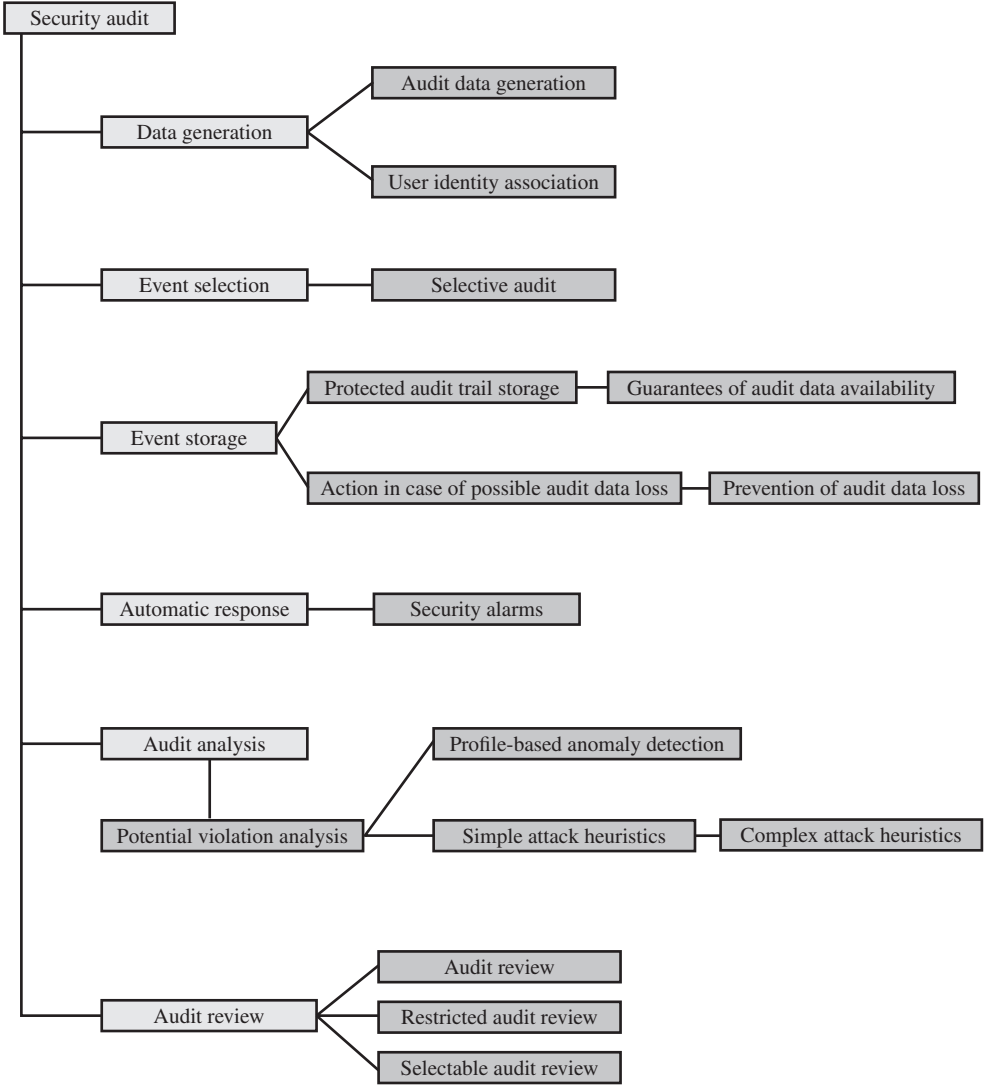 Security audit
Audit data generation
Data generation
User identity association
Event selection
Selective audit
Protected audit trail storage
Guarantees of audit data availability
Event storage
Action in case of possible audit data loss
Prevention of audit data loss
Automatic response
Security alarms
Audit analysis
Profile-based anomaly detection
Potential violation analysis
Simple attack heuristics
Complex attack heuristics
Audit review
Audit review
Restricted audit review
Selectable audit review